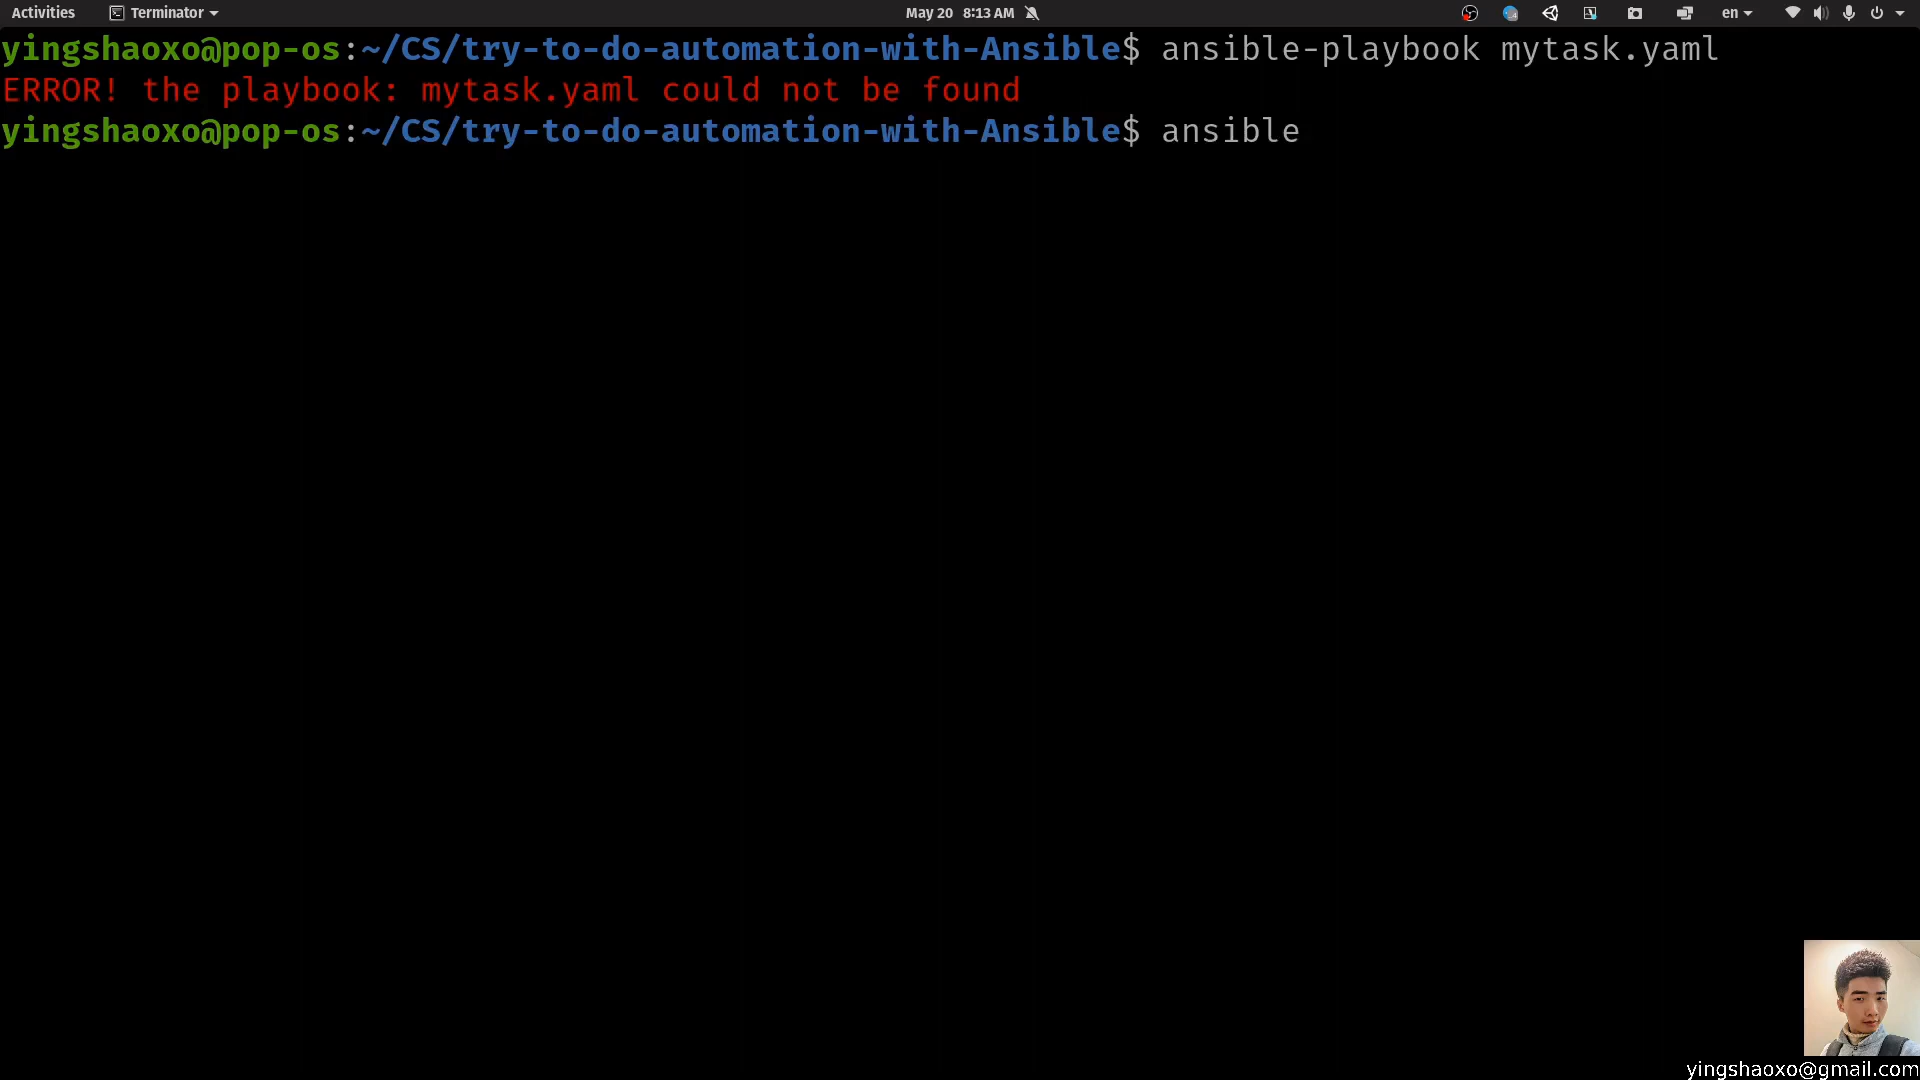 Activities Terminator May 20 8:13 AM en
yingshaoxo@pop-os:~/CS/try-to-do-automation-with-Ansible$ ansible-playbook mytask.yaml
ERROR! the playbook: mytask.yaml could not be found
yingshaoxo@pop-os:~/CS/try-to-do-automation-with-Ansible$ ansible
yingshaoxo@gmail.com